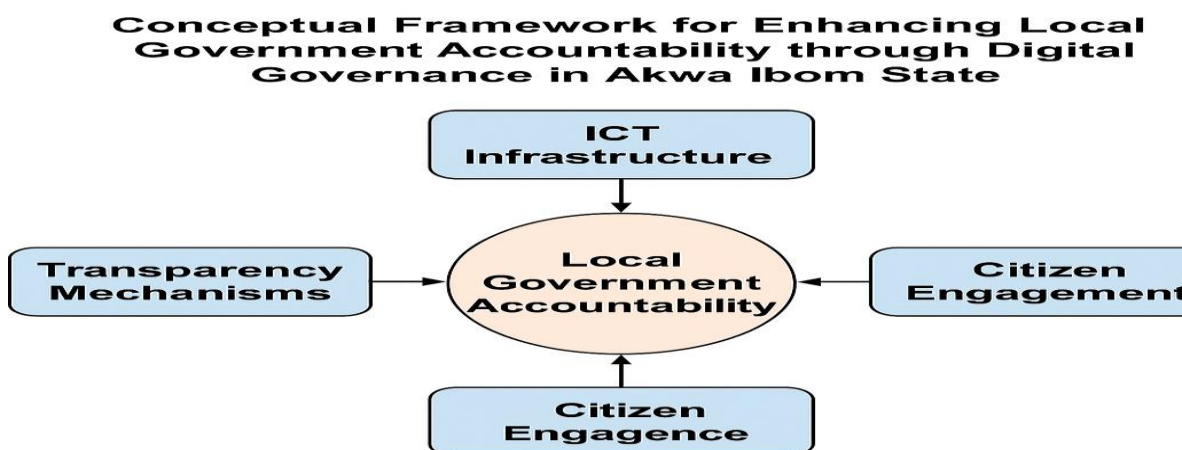 Conceptual Framework for Enhancing Local
Government Accountability through Digital
Governance in Akwa Ibom State
ICT
Infrastructure
Transparency
Mechanisms
Local
Government
Accountability
Citizen
Engagement
Citizen
Engagence